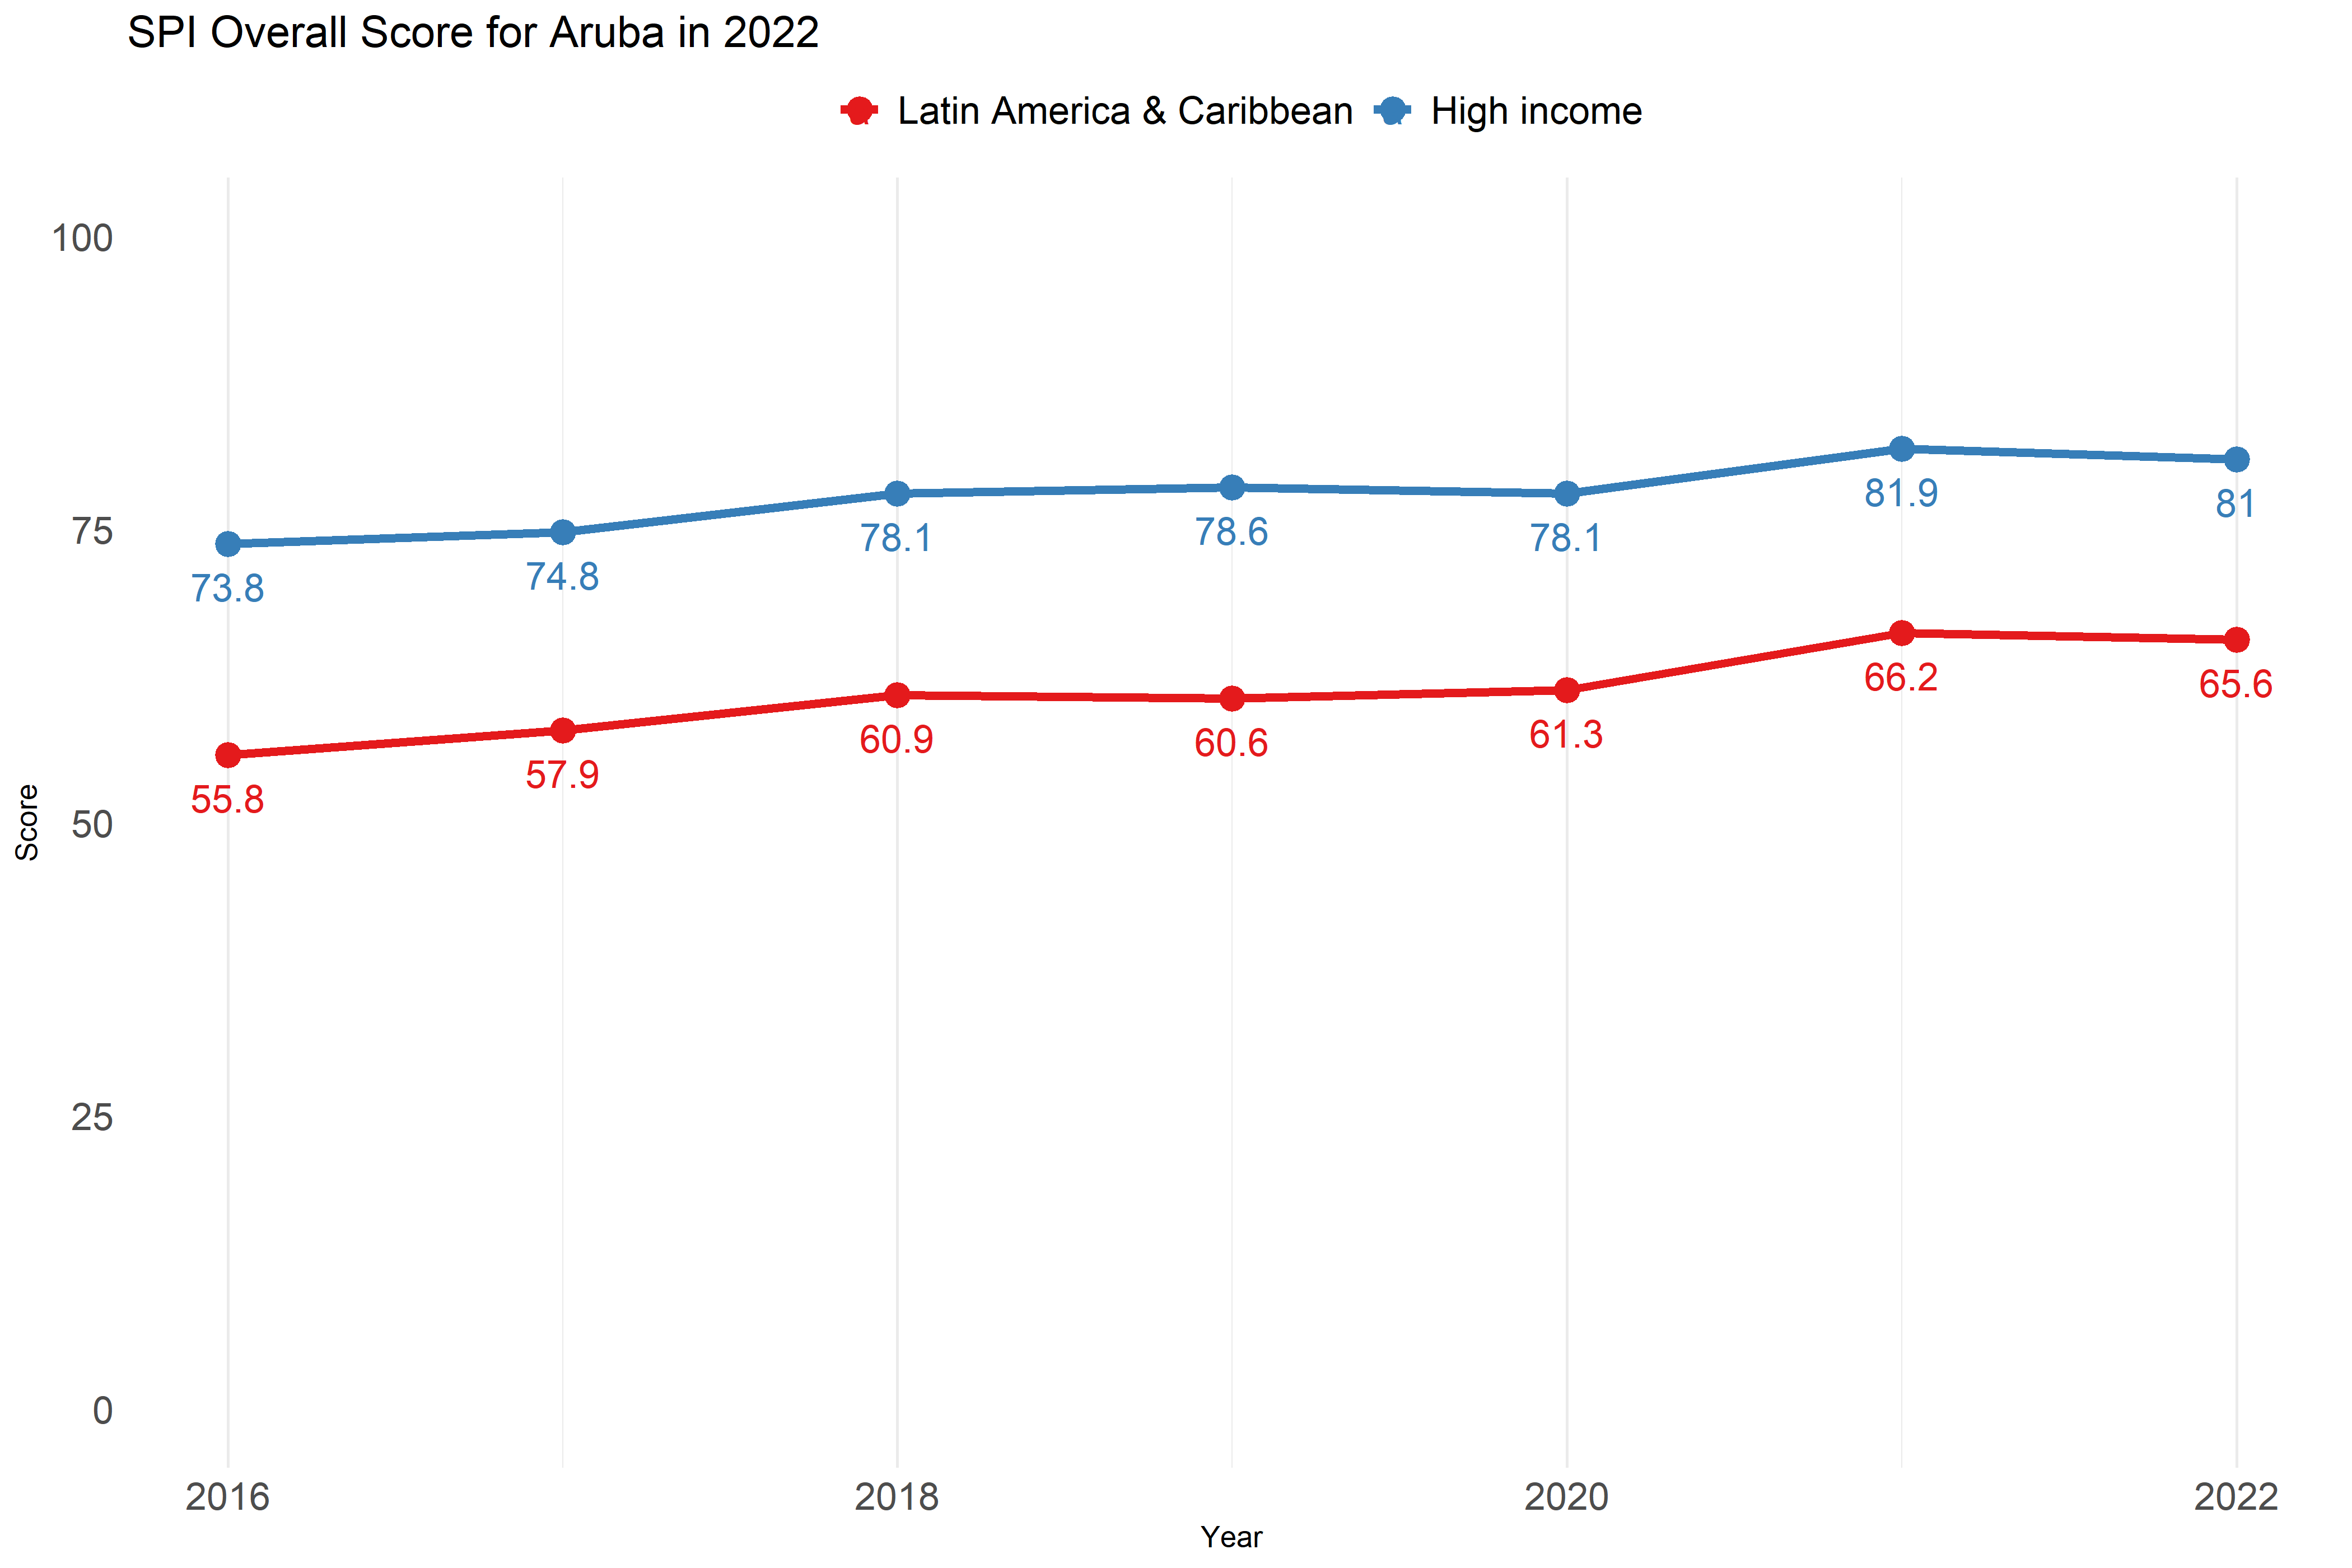 SPI Overall Score for Aruba in 2022
Latin America & Caribbean High income
100
75
50
25
0
Score
73.8 74.8 78.1 78.6 78.1 81.9 81
55.8 57.9 60.9 60.6 61.3 66.2 65.6
2016 2018 2020 2022
Year